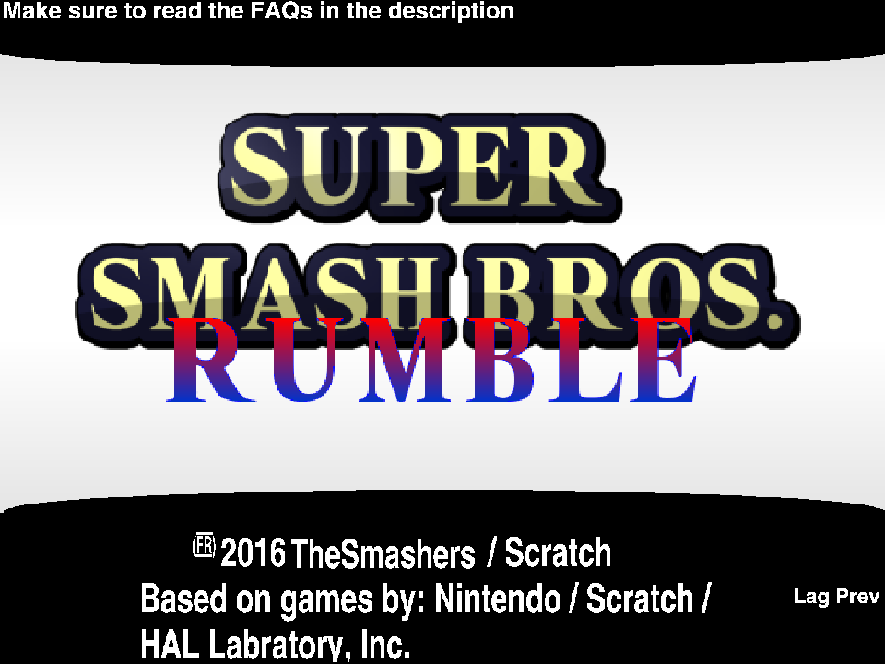 Make sure to read the FAQs in the description
SUPER
SMASH BROS.
RUMBLE
(FR) 2016 TheSmashers / Scratch
Based on games by: Nintendo / Scratch /
HAL Labratory, Inc.
Lag Prev